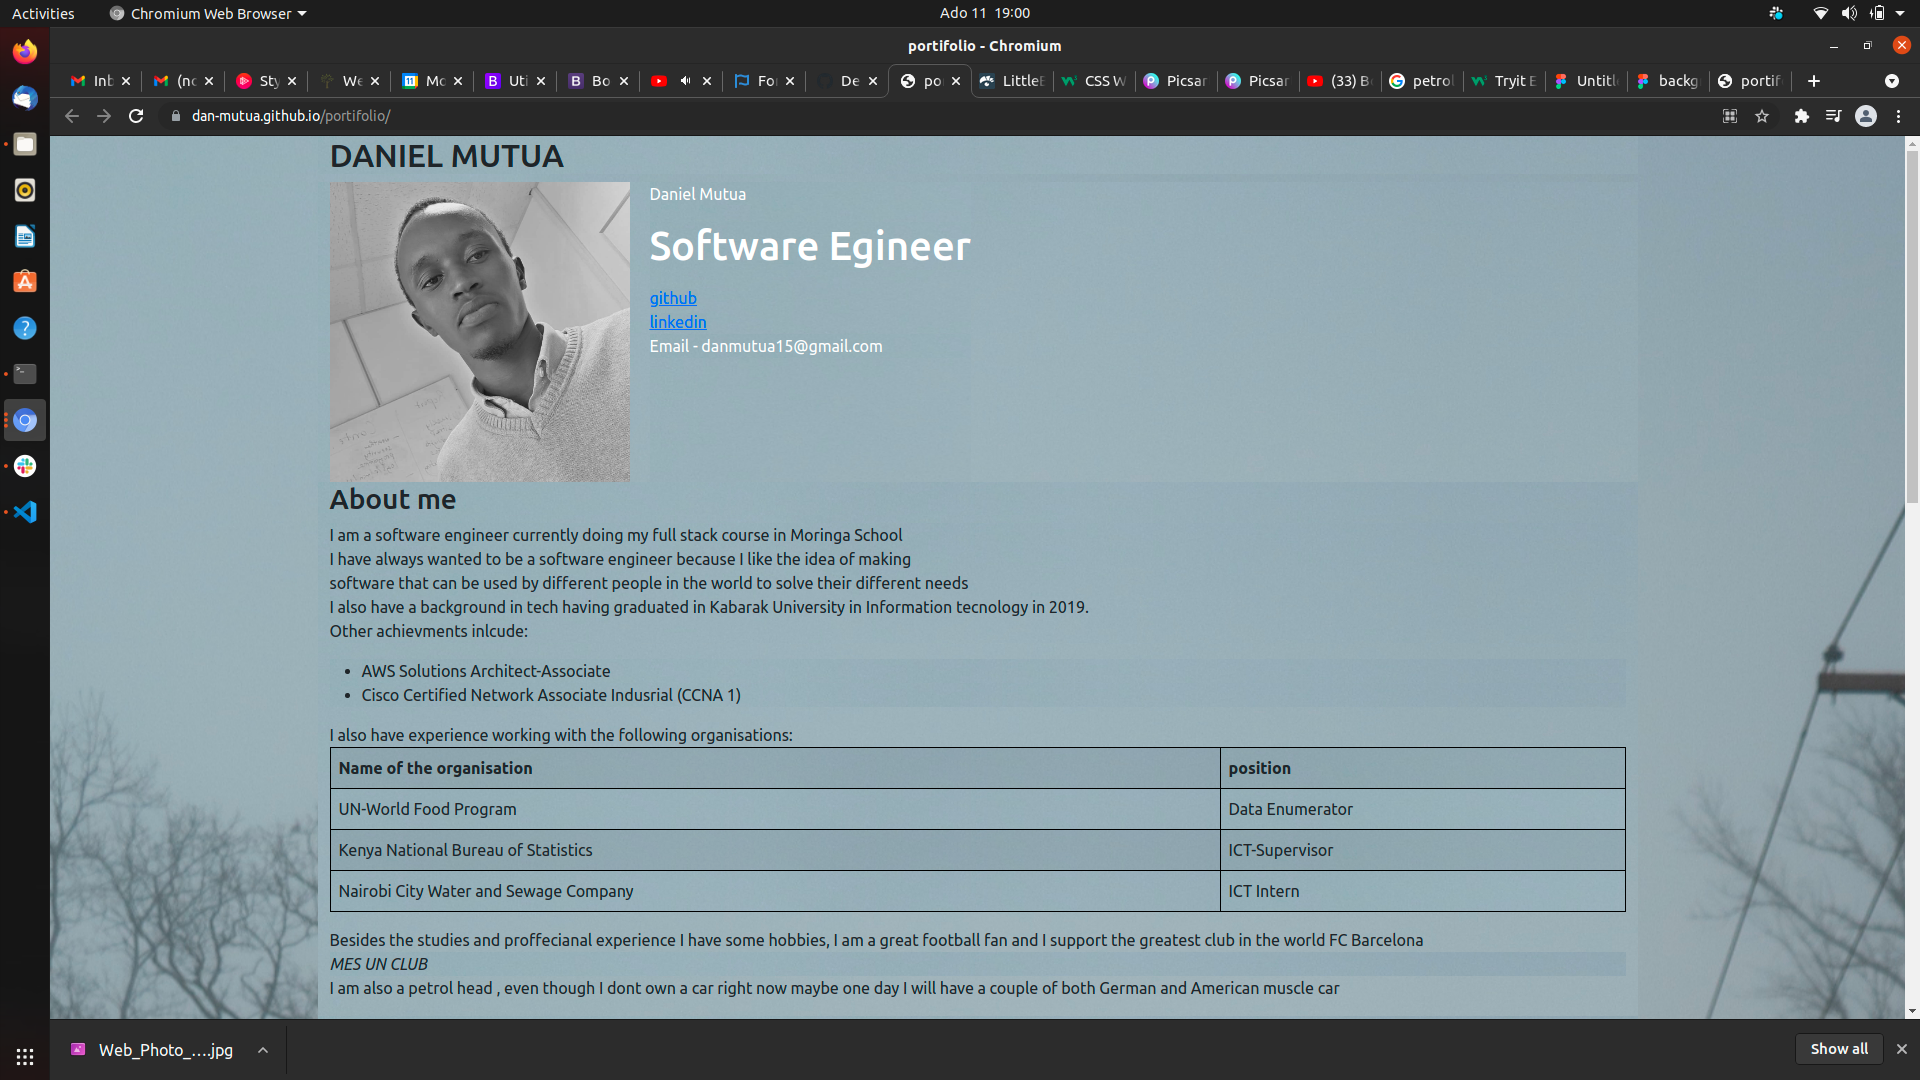 Activities
Chromium Web Browser
Ado 11 19:00
portifolio - Chromium
Inb
(no
Sty
We
Mo
Uti
Bo
For
De
po
LittleE
CSS W
Picsar
Picsar
(33) B
petrol
Tryit E
Untitl
backg
portif
dan-mutua.github.io/portifolio/
DANIEL MUTUA
Daniel Mutua
Software Egineer
github
linkedin
Email - danmutua15@gmail.com
About me
I am a software engineer currently doing my full stack course in Moringa School
I have always wanted to be a software engineer because I like the idea of making
software that can be used by different people in the world to solve their different needs
I also have a background in tech having graduated in Kabarak University in Information tecnology in 2019.
Other achievments inlcude:
• AWS Solutions Architect-Associate
• Cisco Certified Network Associate Indusrial (CCNA 1)
I also have experience working with the following organisations:
Name of the organisation position
UN-World Food Program Data Enumerator
Kenya National Bureau of Statistics ICT-Supervisor
Nairobi City Water and Sewage Company ICT Intern
Besides the studies and proffecianal experience I have some hobbies, I am a great football fan and I support the greatest club in the world FC Barcelona
MES UN CLUB
I am also a petrol head , even though I dont own a car right now maybe one day I will have a couple of both German and American muscle car
Web_Photo_....jpg
Show all